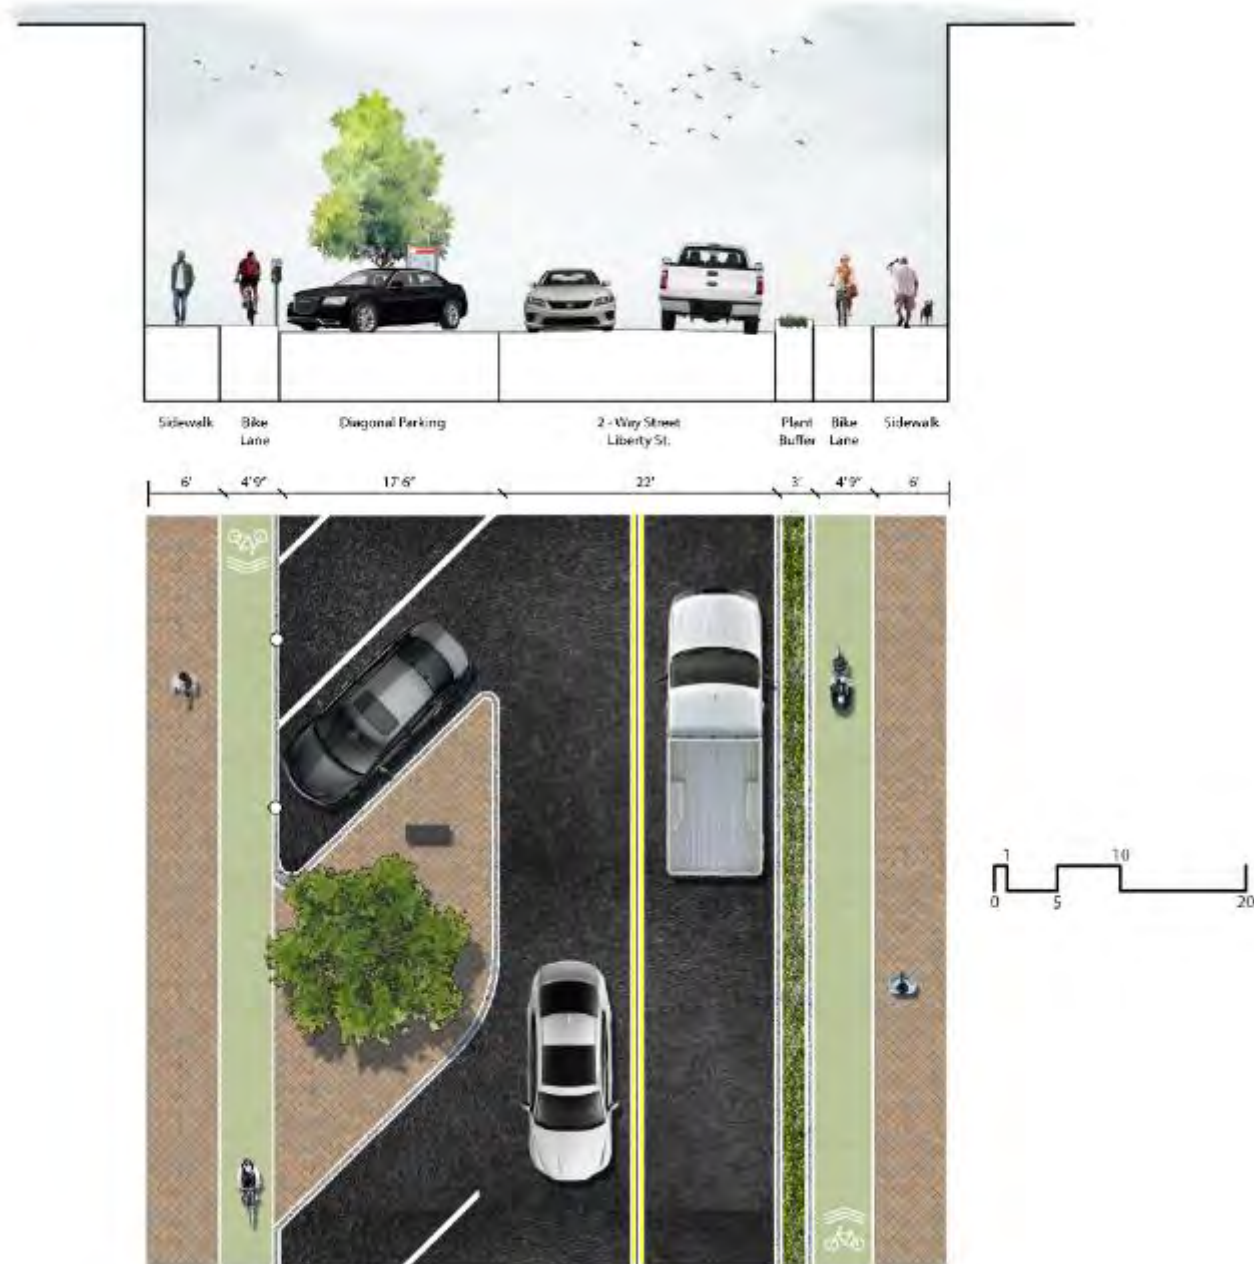 Sidewalk
Bike
Lane
Diagonal Parking
2 - Way Street
Liberty St.
Plant
Buffer
Bike
Lane
Sidewalk
6'
4'9"
17'6"
22'
3'
4'9"
6'
1
10
0
5
20